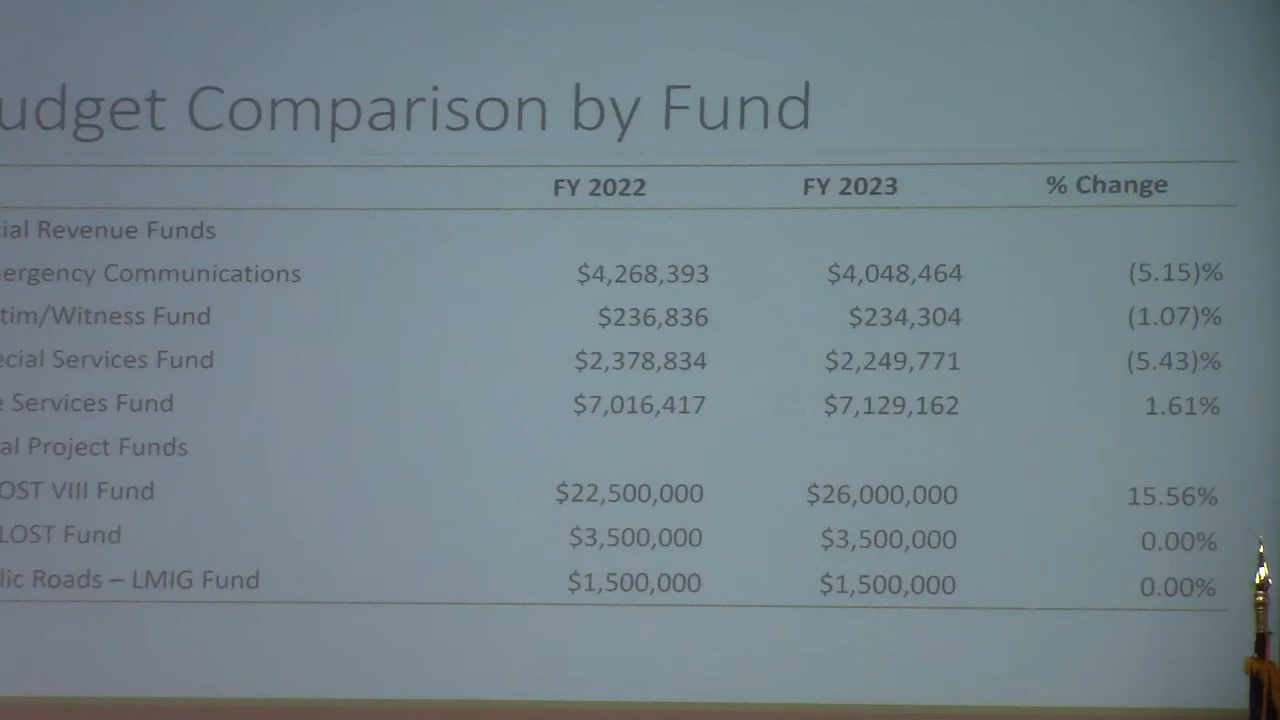 udget Comparison by Fund
FY 2022 FY 2023 % Change
ial Revenue Funds
ergency Communications $4,268,393 $4,048,464 (5.15)%
tim/Witness Fund $236,836 $234,304 (1.07)%
ecial Services Fund $2,378,834 $2,249,771 (5.43)%
e Services Fund $7,016,417 $7,129,162 1.61%
al Project Funds
OST VIII Fund $22,500,000 $26,000,000 15.56%
LOST Fund $3,500,000 $3,500,000 0.00%
lic Roads – LMIG Fund $1,500,000 $1,500,000 0.00%